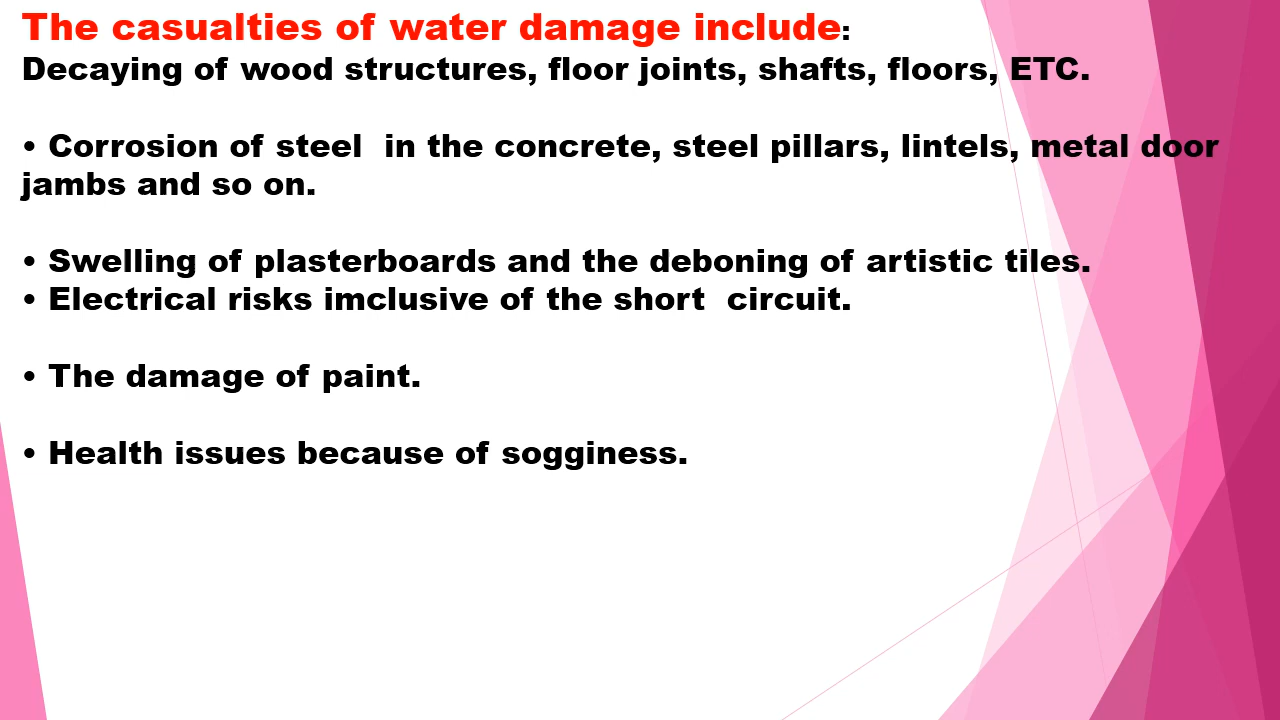 The casualties of water damage include:
Decaying of wood structures, floor joints, shafts, floors, ETC.
• Corrosion of steel  in the concrete, steel pillars, lintels, metal door
jambs and so on.
• Swelling of plasterboards and the deboning of artistic tiles.
• Electrical risks imclusive of the short  circuit.
• The damage of paint.
• Health issues because of sogginess.